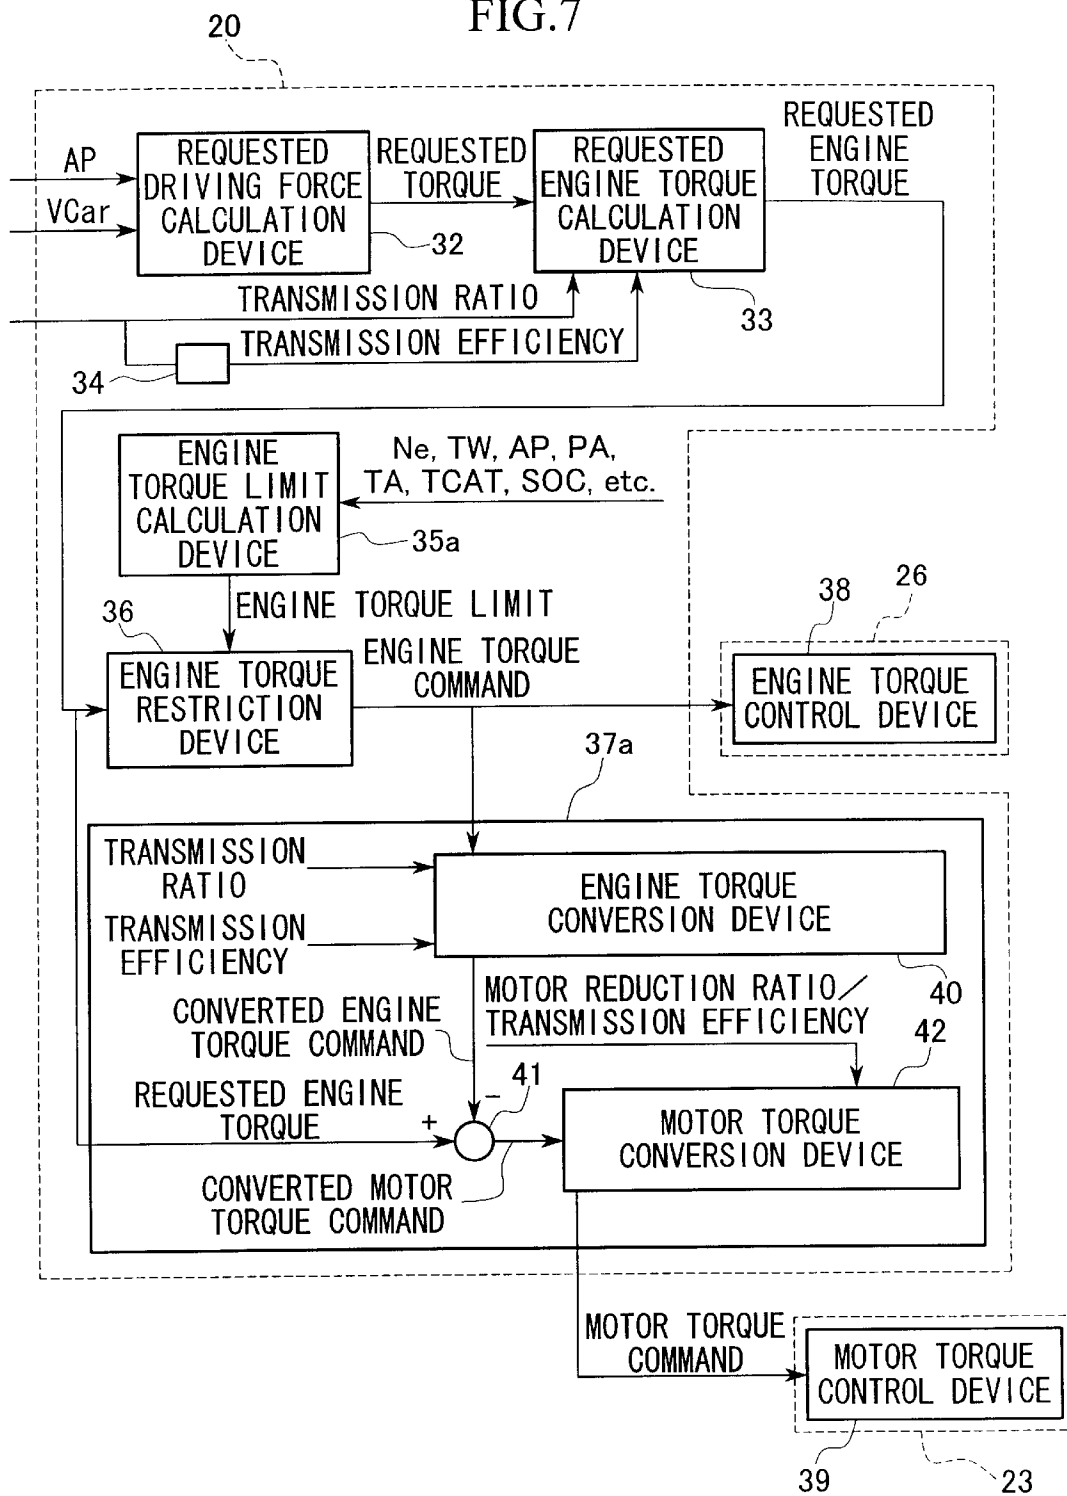 FIG.7
20
AP
VCar
REQUESTED
DRIVING FORCE
CALCULATION
DEVICE
32
REQUESTED
TORQUE
REQUESTED
ENGINE TORQUE
CALCULATION
DEVICE
33
REQUESTED
ENGINE
TORQUE
TRANSMISSION RATIO
TRANSMISSION EFFICIENCY
34
ENGINE
TORQUE LIMIT
CALCULATION
DEVICE
Ne, TW, AP, PA,
TA, TCAT, SOC, etc.
35a
ENGINE TORQUE LIMIT
36
ENGINE TORQUE
RESTRICTION
DEVICE
ENGINE TORQUE
COMMAND
38
26
ENGINE TORQUE
CONTROL DEVICE
37a
TRANSMISSION
RATIO
TRANSMISSION
EFFICIENCY
ENGINE TORQUE
CONVERSION DEVICE
40
CONVERTED ENGINE
TORQUE COMMAND
MOTOR REDUCTION RATIO/
TRANSMISSION EFFICIENCY
42
REQUESTED ENGINE
TORQUE
+
−
41
MOTOR TORQUE
CONVERSION DEVICE
CONVERTED MOTOR
TORQUE COMMAND
MOTOR TORQUE
COMMAND
MOTOR TORQUE
CONTROL DEVICE
39
23